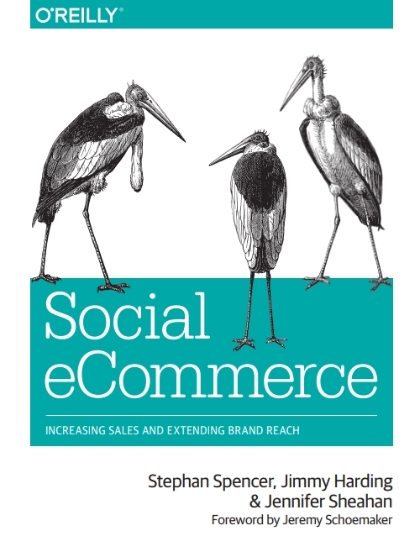 O'REILLY®
Social
eCommerce
INCREASING SALES AND EXTENDING BRAND REACH
Stephan Spencer, Jimmy Harding
& Jennifer Sheahan
Foreword by Jeremy Schoemaker